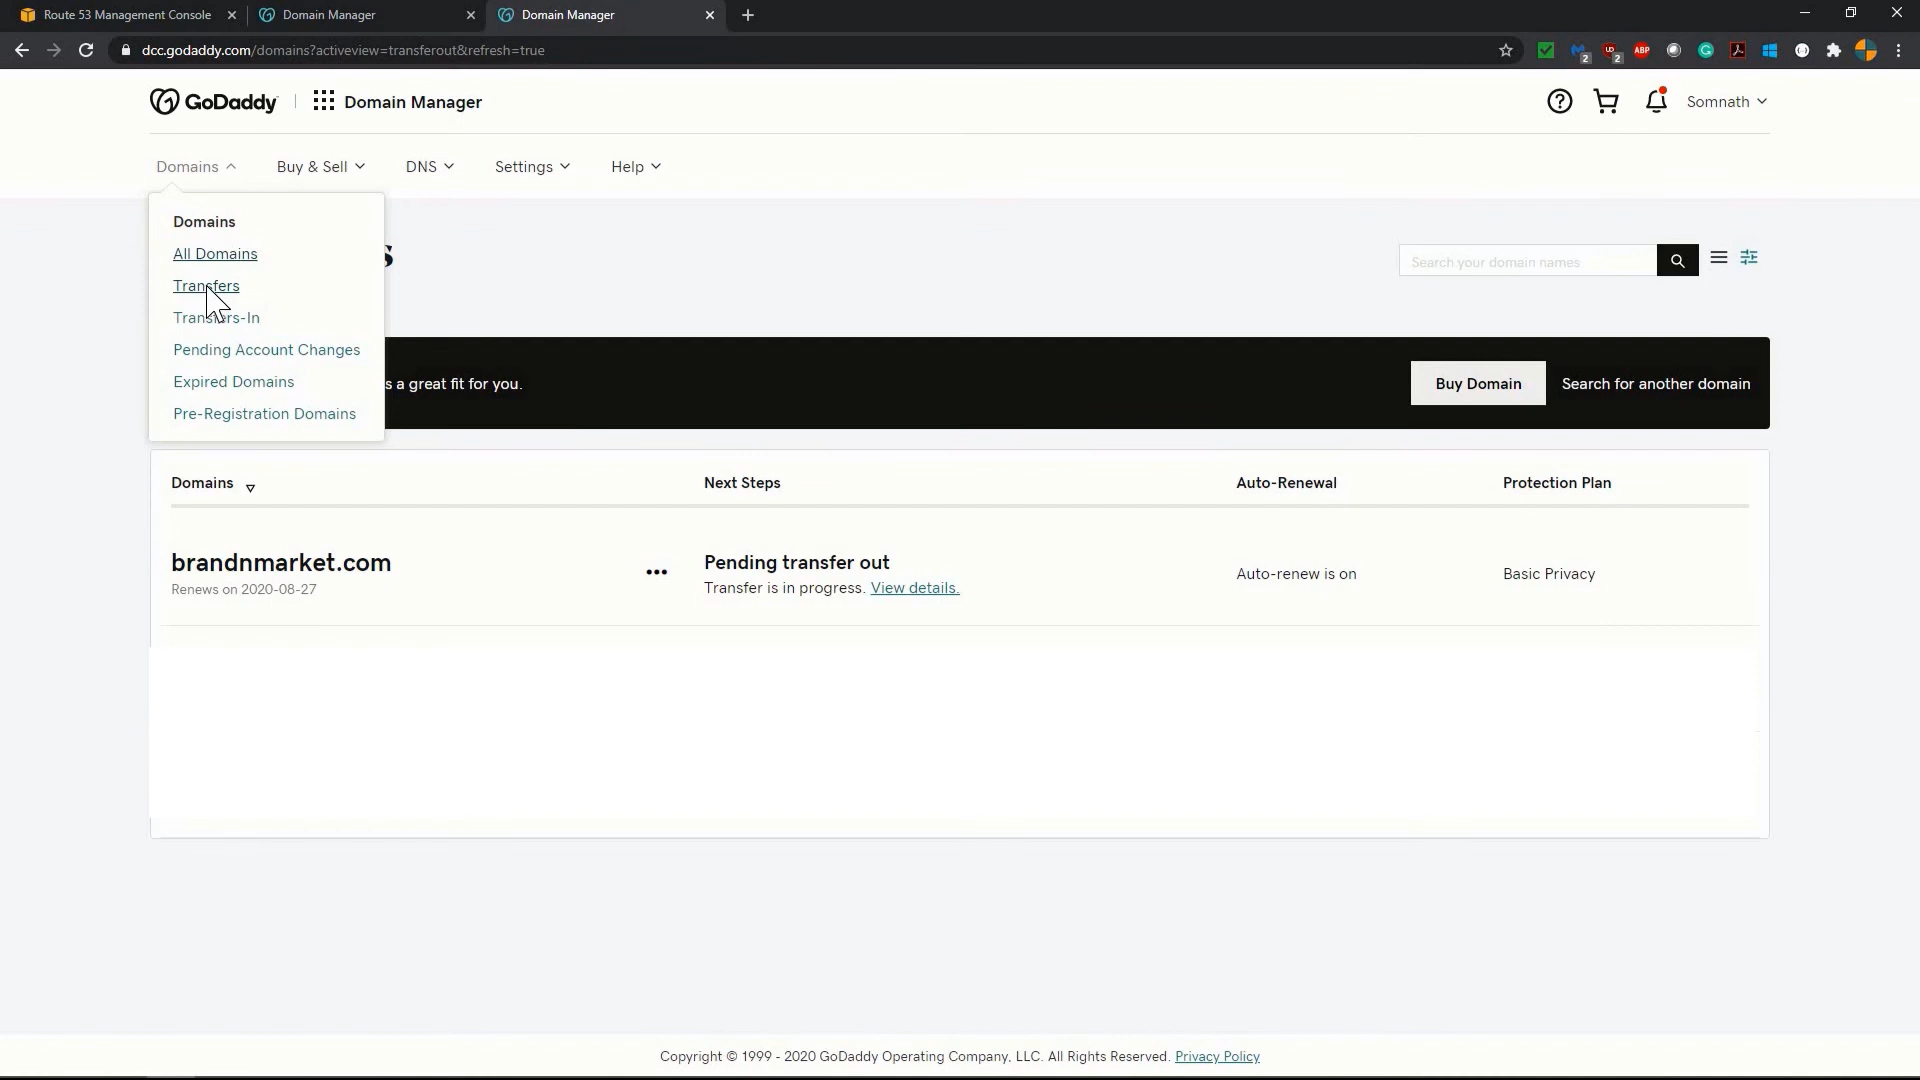 Route 53 Management Console
Domain Manager
Domain Manager
dcc.godaddy.com/domains?activeview=transferout&refresh=true
2
2
ABP
GoDaddy
Domain Manager
Somnath
Domains
Buy & Sell
DNS
Settings
Help
Domains
All Domains
Transfers
Transfers-In
Pending Account Changes
Expired Domains
Pre-Registration Domains
s
Search your domain names
s a great fit for you.
Buy Domain
Search for another domain
Domains
Next Steps
Auto-Renewal
Protection Plan
brandnmarket.com
Renews on 2020-08-27
Pending transfer out
Transfer is in progress. View details.
Auto-renew is on
Basic Privacy
Copyright © 1999 - 2020 GoDaddy Operating Company, LLC. All Rights Reserved. Privacy Policy